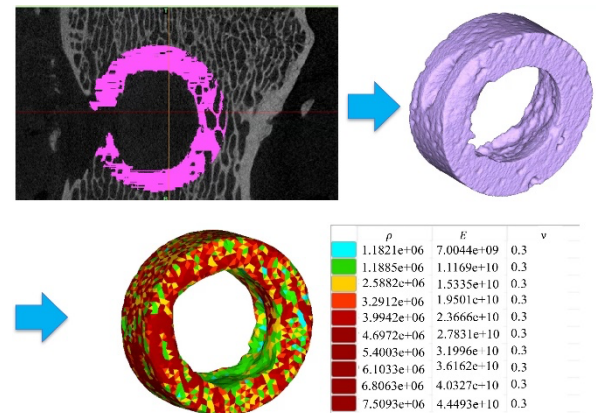 ρ E ν
1.1821e+06 7.0044e+09 0.3
1.1885e+06 1.1169e+10 0.3
2.5882e+06 1.5335e+10 0.3
3.2912e+06 1.9501e+10 0.3
3.9942e+06 2.3666e+10 0.3
4.6972e+06 2.7831e+10 0.3
5.4003e+06 3.1996e+10 0.3
6.1033e+06 3.6162e+10 0.3
6.8063e+06 4.0327e+10 0.3
7.5093e+06 4.4493e+10 0.3